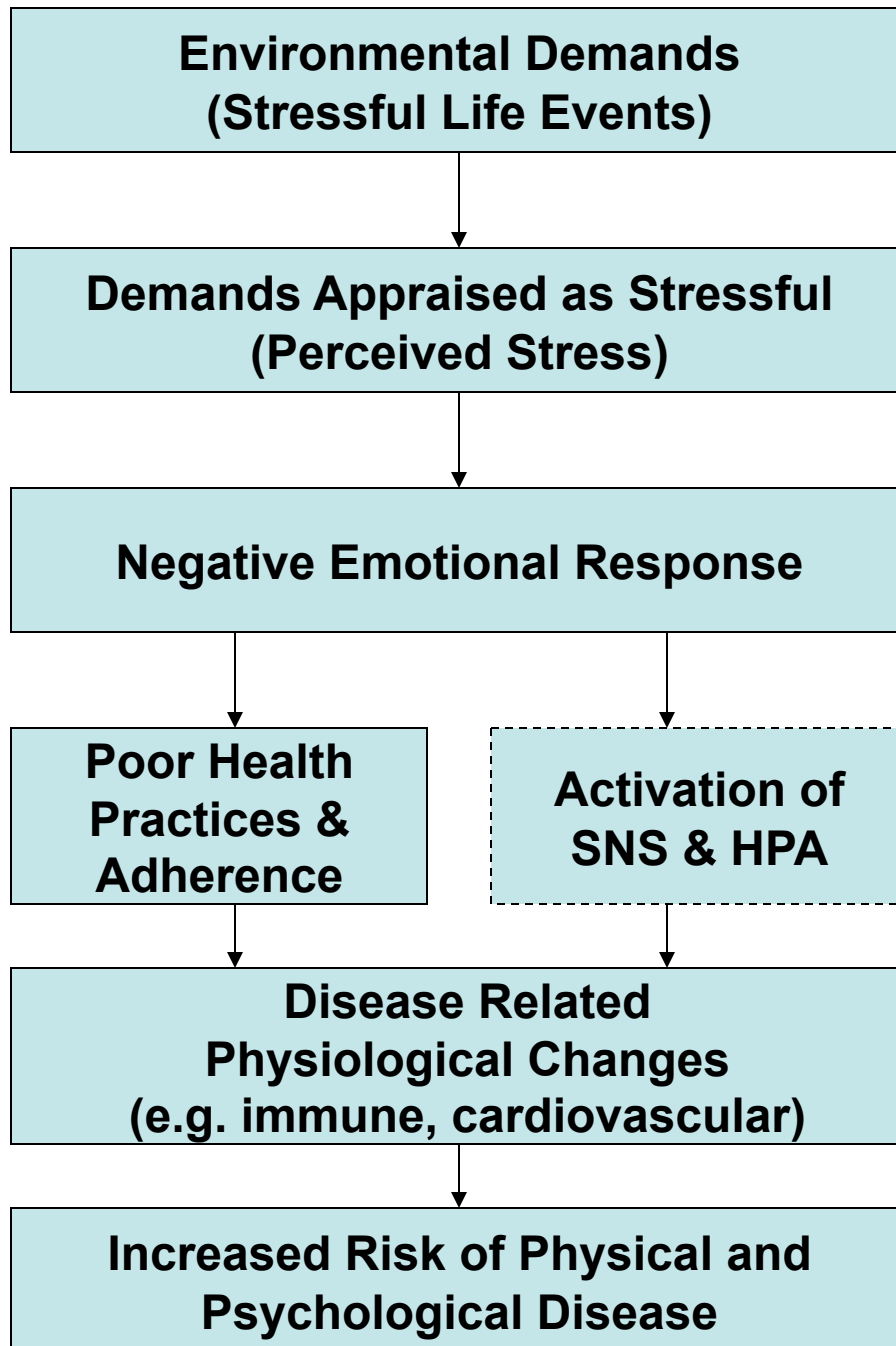 Environmental Demands
(Stressful Life Events)
Demands Appraised as Stressful
(Perceived Stress)
Negative Emotional Response
Poor Health
Practices &
Adherence
Activation of
SNS & HPA
Disease Related
Physiological Changes
(e.g. immune, cardiovascular)
Increased Risk of Physical and
Psychological Disease